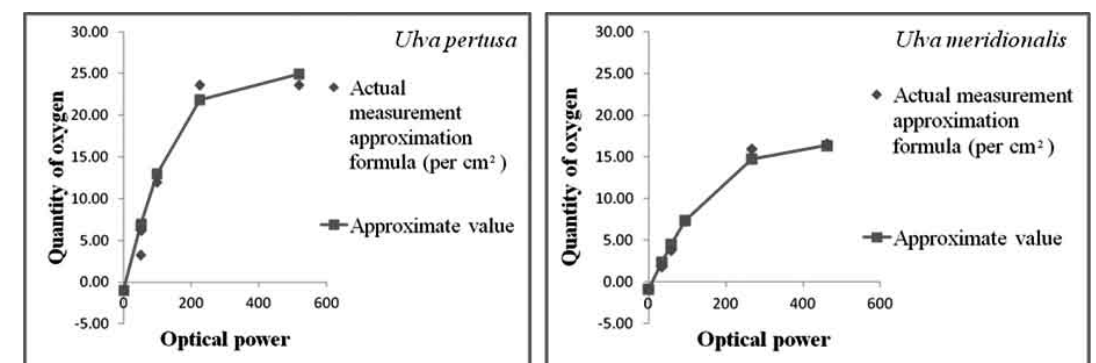 Ulva pertusa
30.00
25.00
20.00
15.00
10.00
5.00
0.00
-5.00
Quantity of oxygen
0
200
400
600
Optical power
Actual
measurement
approximation
formula (per cm²)
Approximate value
Ulva meridionalis
30.00
25.00
20.00
15.00
10.00
5.00
0.00
-5.00
Quantity of oxygen
0
200
400
600
Optical power
Actual measurement
approximation
formula (per cm²)
Approximate value